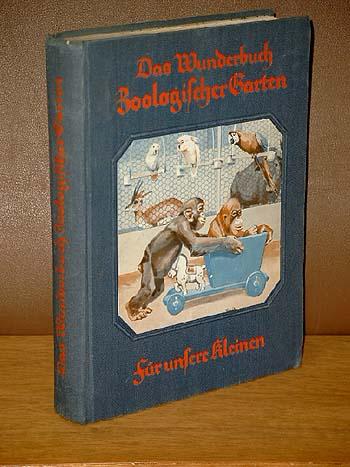 Das Wunderbuch
Zoologischer Garten
Für unsere Kleinen
Das Wunderbuch Zoologischer Garten